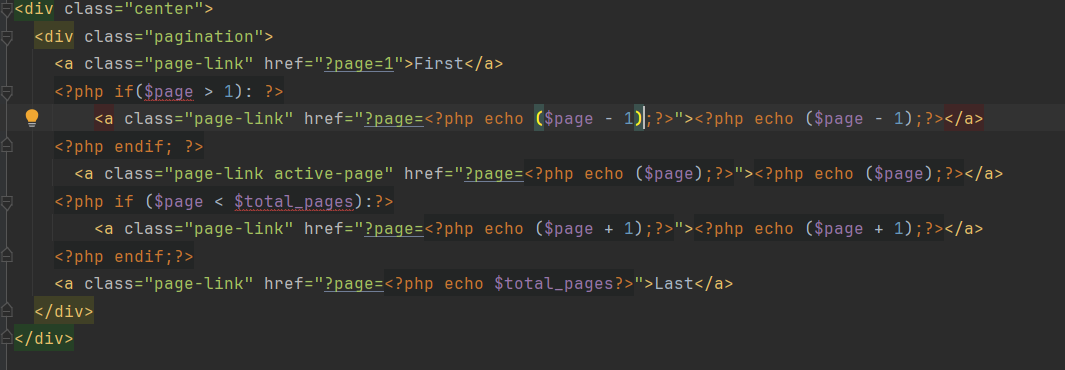 <div class="center">
<div class="pagination">
<a class="page-link" href="?page=1">First</a>
<?php if($page > 1): ?>
<a class="page-link" href="?page=<?php echo ($page - 1);?>"><?php echo ($page - 1);?></a>
<?php endif; ?>
<a class="page-link active-page" href="?page=<?php echo ($page);?>"><?php echo ($page);?></a>
<?php if ($page < $total_pages):?>
<a class="page-link" href="?page=<?php echo ($page + 1);?>"><?php echo ($page + 1);?></a>
<?php endif;?>
<a class="page-link" href="?page=<?php echo $total_pages?>">Last</a>
</div>
</div>